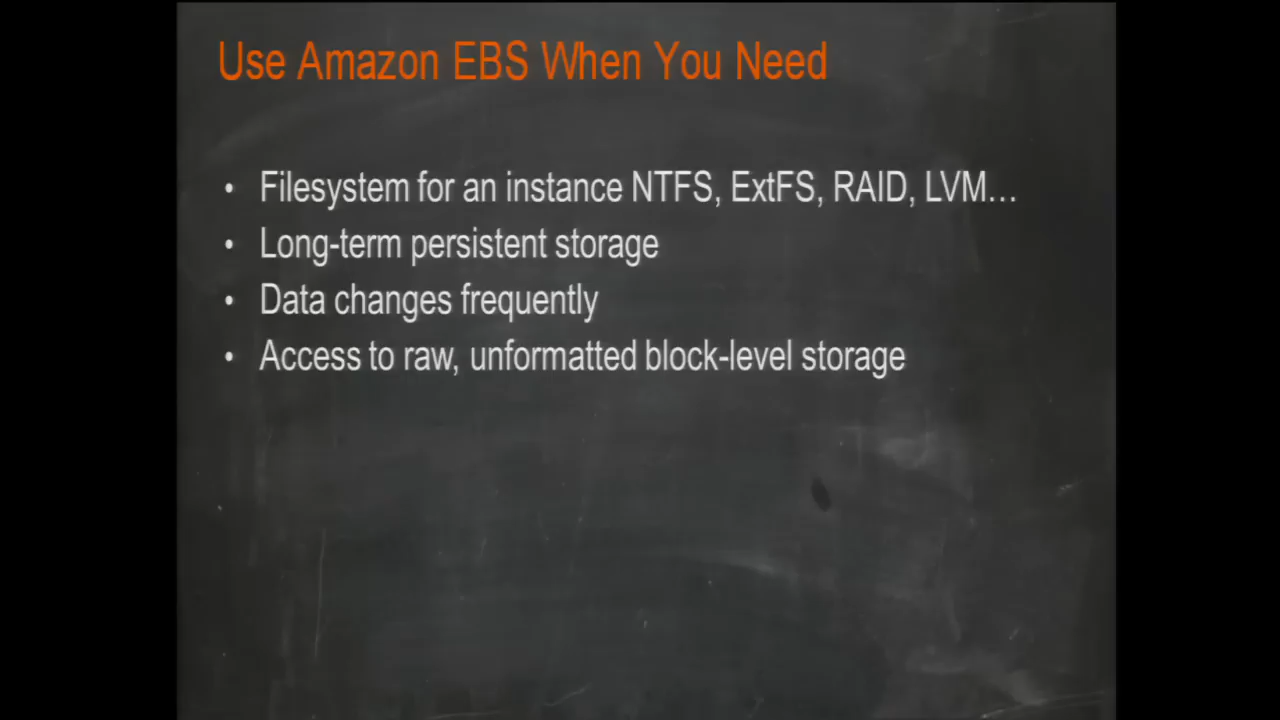 Use Amazon EBS When You Need
• Filesystem for an instance NTFS, ExtFS, RAID, LVM…
• Long-term persistent storage
• Data changes frequently
• Access to raw, unformatted block-level storage